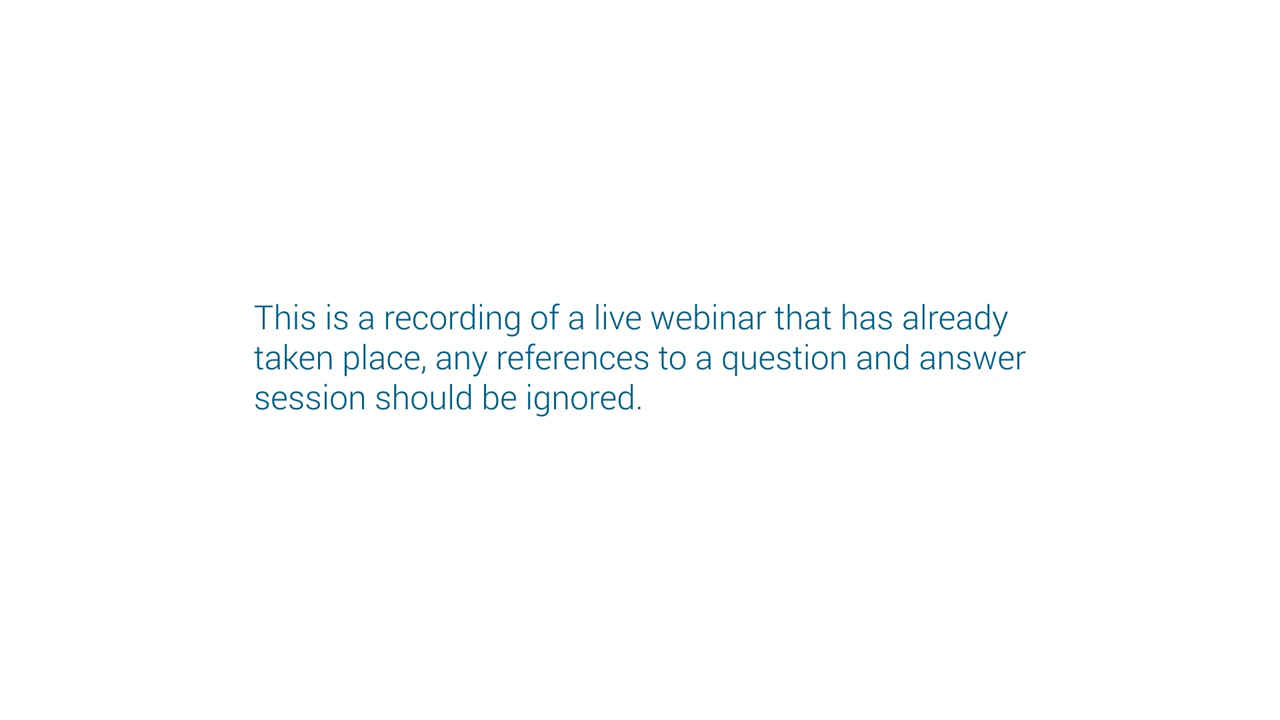 This is a recording of a live webinar that has already
taken place, any references to a question and answer
session should be ignored.